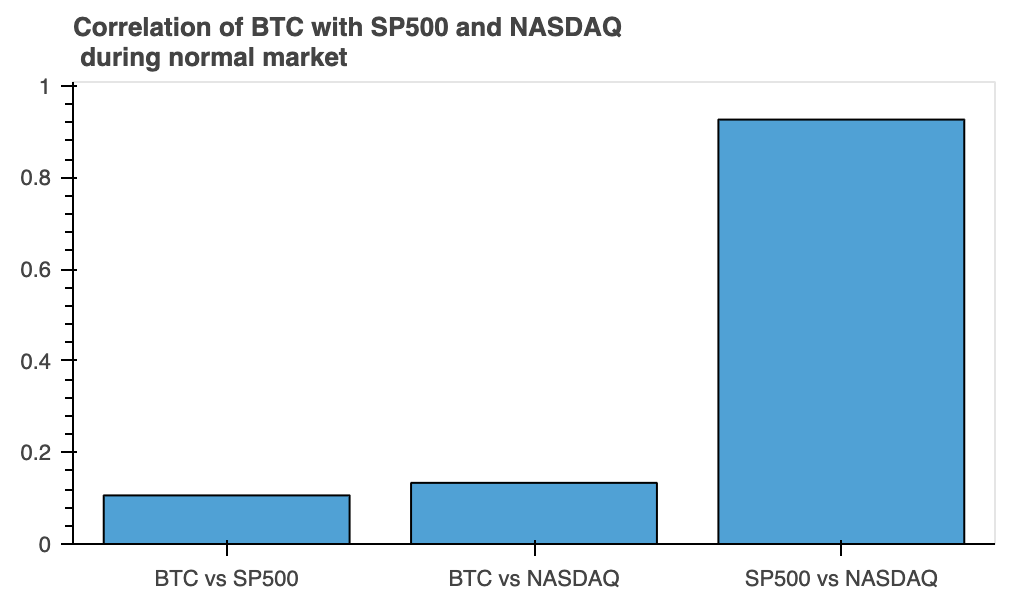 Correlation of BTC with SP500 and NASDAQ
during normal market
1
0.8
0.6
0.4
0.2
0
BTC vs SP500
BTC vs NASDAQ
SP500 vs NASDAQ